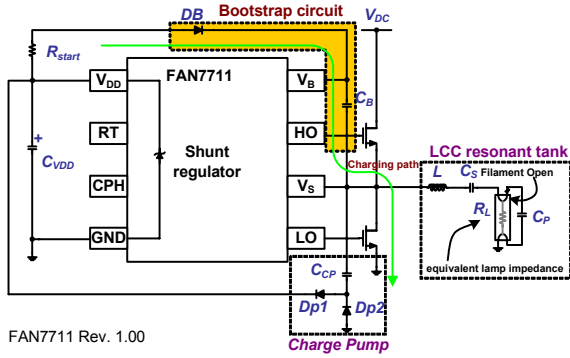 Bootstrap circuit
DB
VDC
Rstart
FAN7711
VDD
VB
CB
RT
HO
Shunt
regulator
Charging path
LCC resonant tank
+
CVDD
CPH
VS
L
CS
Filament Open
RL
CP
GND
LO
equivalent lamp impedance
CCP
Dp1
Dp2
FAN7711 Rev. 1.00
Charge Pump